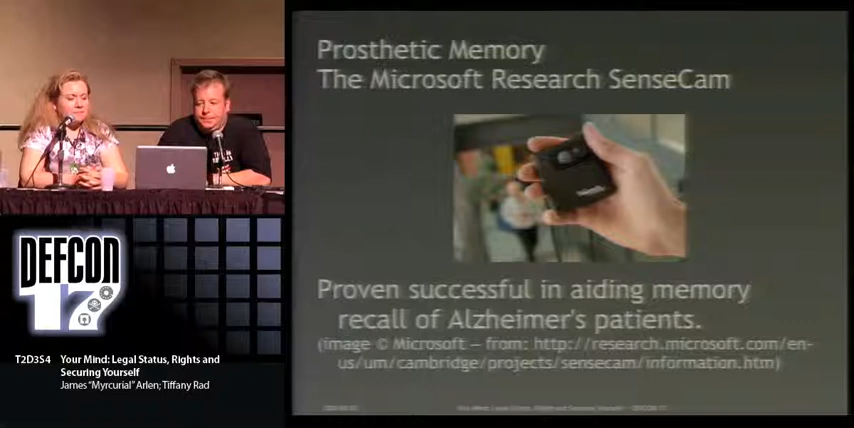 Prosthetic Memory
The Microsoft Research SenseCam
Proven successful in aiding memory
recall of Alzheimer's patients.
(image © Microsoft – from: http://research.microsoft.com/en-
us/um/cambridge/projects/sensecam/information.htm)
DEFCON
17
T2D3S4 Your Mind: Legal Status, Rights and
Securing Yourself
James "Myrcurial" Arlen; Tiffany Rad